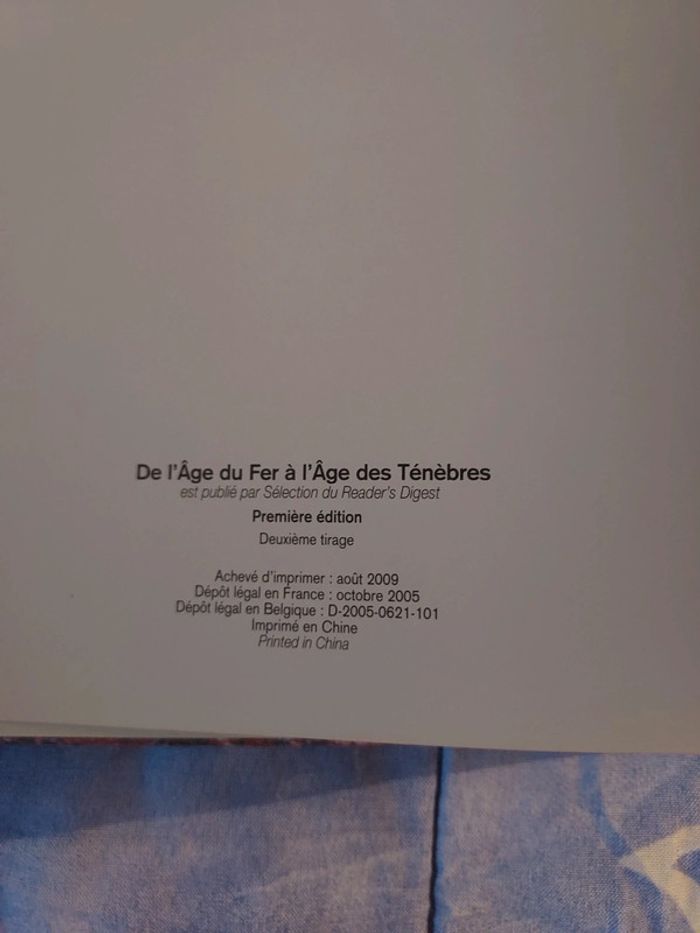 De l'Âge du Fer à l'Âge des Ténèbres
est publié par Sélection du Reader's Digest
Première édition
Deuxième tirage
Achevé d'imprimer : août 2009
Dépôt légal en France : octobre 2005
Dépôt légal en Belgique : D-2005-0621-101
Imprimé en Chine
Printed in China